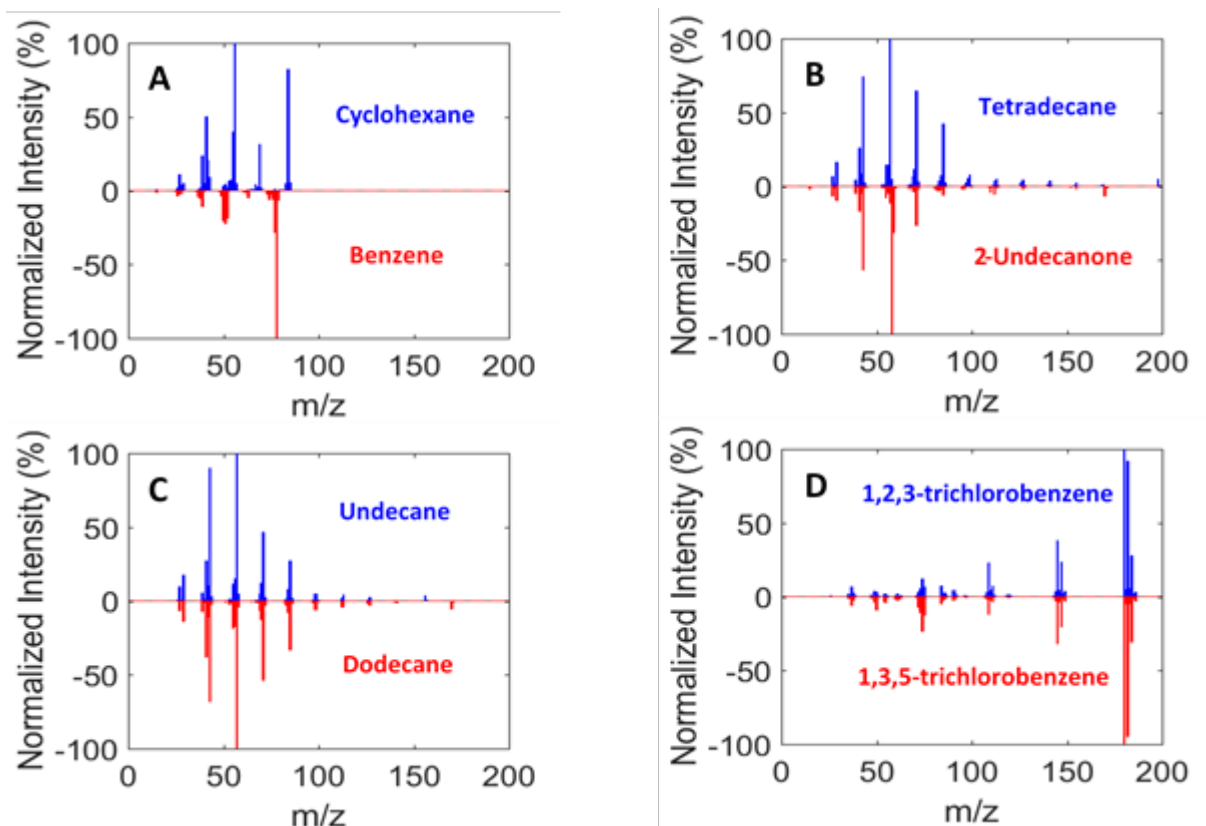 Normalized Intensity (%)
100
50
0
-50
-100
A
Cyclohexane
Benzene
0
50
100
150
200
m/z
Normalized Intensity (%)
100
50
0
-50
-100
B
Tetradecane
2-Undecanone
0
50
100
150
200
m/z
Normalized Intensity (%)
100
50
0
-50
-100
C
Undecane
Dodecane
0
50
100
150
200
m/z
Normalized Intensity (%)
100
50
0
-50
-100
D
1,2,3-trichlorobenzene
1,3,5-trichlorobenzene
0
50
100
150
200
m/z